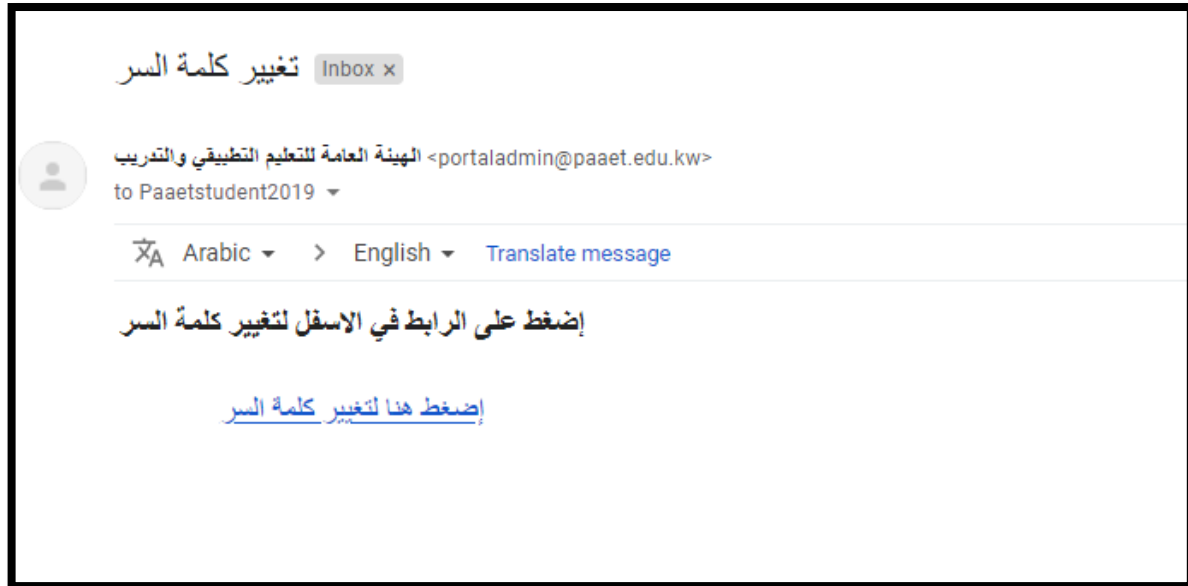 تغيير كلمة السر Inbox ×
الهيئة العامة للتعليم التطبيقي والتدريب <portaladmin@paaet.edu.kw>
to Paaetstudent2019
Arabic > English Translate message
إضغط على الرابط في الاسفل لتغيير كلمة السر
إضغط هنا لتغيير كلمة السر